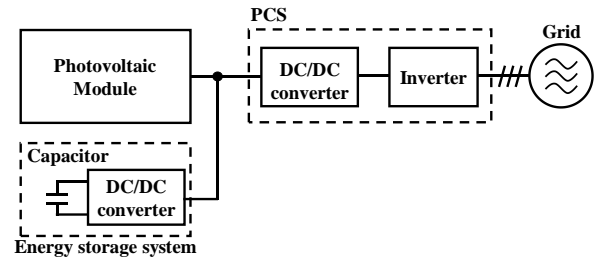 PCS
Grid
Photovoltaic
Module
DC/DC
converter
Inverter
Capacitor
DC/DC
converter
Energy storage system